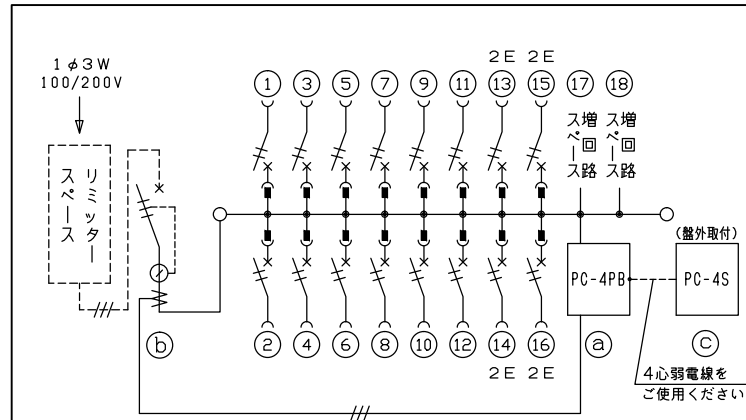 1φ3W
100/200V
リミッター
スペース
2E 2E
① ③ ⑤ ⑦ ⑨ ⑪ ⑬ ⑮ ⑰ ⑱
増回路
スペース
増回路
スペース
(盤外取付)
PC-4PB
PC-4S
ⓑ
② ④ ⑥ ⑧ ⑩ ⑫ ⑭ ⑯
ⓐ
ⓒ
2E 2E
4心弱電線を
ご使用ください